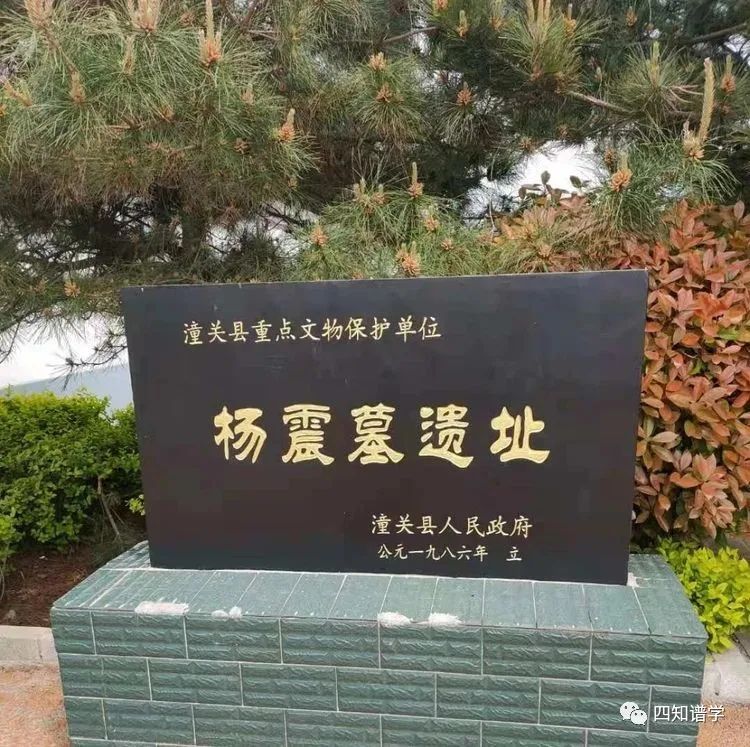 潼关县重点文物保护单位
杨震墓遗址
潼关县人民政府
公元一九八六年 立
四知谱学